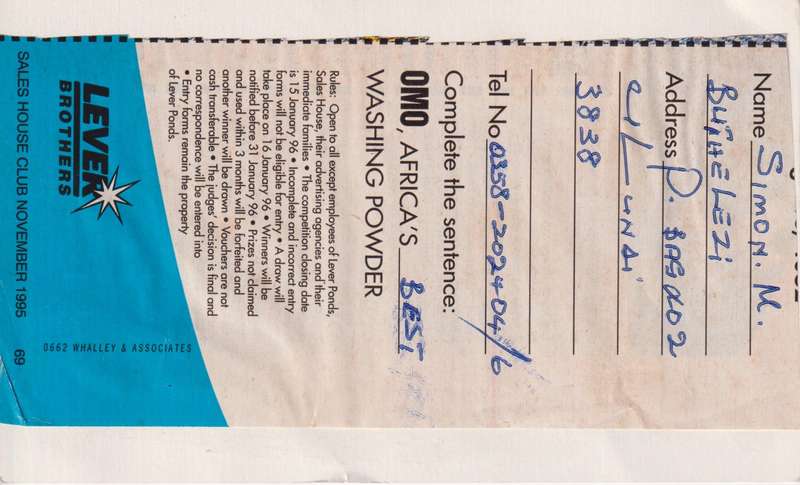 Name Simon. M.
BUTHELEZI
Address P. BAG X02
ULUNDI
3838
Tel No 0358-202404/6
Complete the sentence:
OMO, AFRICA'S BEST
WASHING POWDER
Rules: Open to all except employees of Lever Ponds,
Sales House, their advertising agencies and their
immediate families • The competition closing date
is 15 January 96 • Incomplete and incorrect entry
forms will not be eligible for entry • A draw will
take place on 16 January 96 • Winners will be
notified before 31 January 96 • Prizes not claimed
and used within 3 months will be forfeited and
another winner will be drawn • Vouchers are not
cash transferable • The judges' decision is final and
no correspondence will be entered into
• Entry forms remain the property
of Lever Ponds.
0662 WHALLEY & ASSOCIATES
LEVER
BROTHERS
SALES HOUSE CLUB NOVEMBER 1995 69